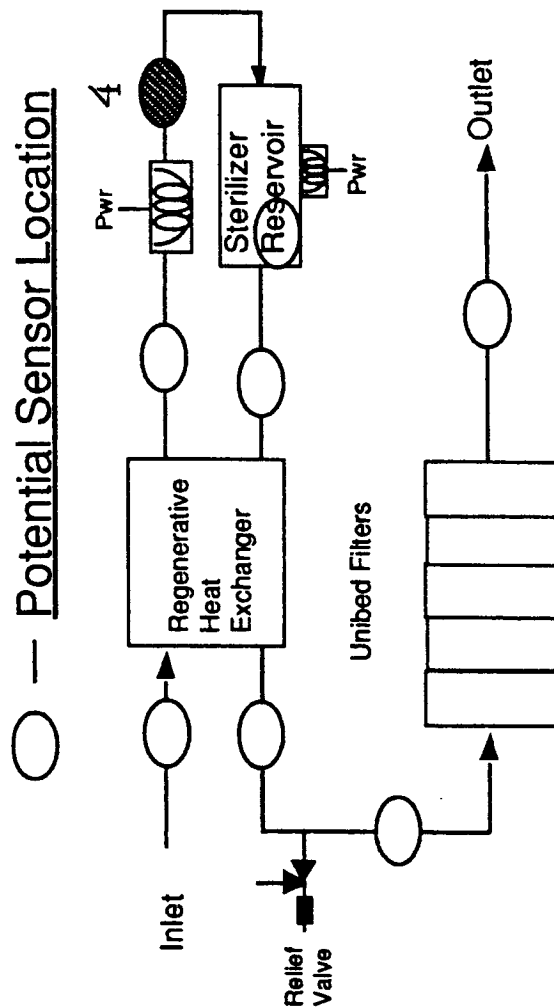 — Potential Sensor Location
Pwr
4
Inlet
Regenerative
Heat
Exchanger
Sterilizer
Reservoir
Pwr
Relief
Valve
Unibed Filters
Outlet